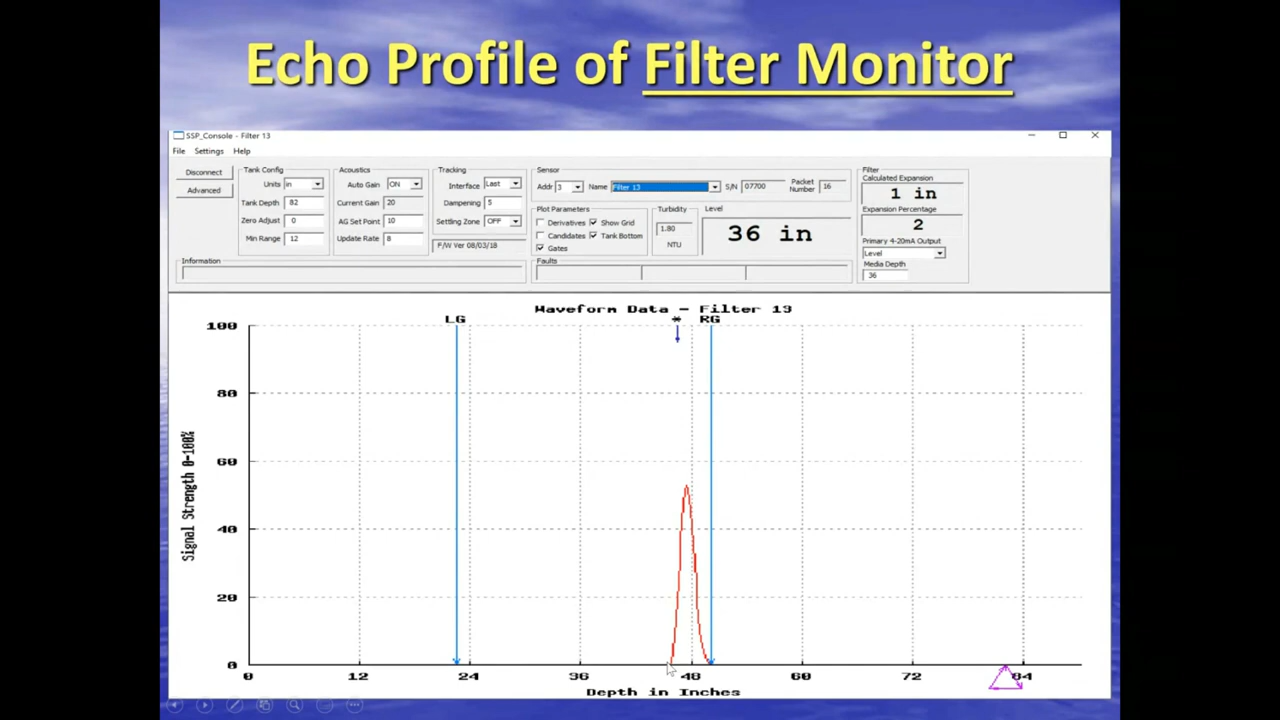 Echo Profile of Filter Monitor
SSP_Console - Filter 13
File Settings Help
Disconnect
Advanced
Tank Config
Units in
Tank Depth 82
Zero Adjust 0
Min Range 12
Acoustics
Auto Gain ON
Current Gain 20
AG Set Point 10
Update Rate 8
Tracking
Interface Last
Dampening 5
Settling Zone OFF
F/W Ver 08/03/18
Sensor
Addr 3 Name Filter 13 S/N 07700 Packet Number 16
Plot Parameters
Derivatives Show Grid
Candidates Tank Bottom
Gates
Turbidity
1.80
NTU
Level
36 in
Filter
Calculated Expansion
1 in
Expansion Percentage
2
Primary 4-20mA Output
Level
Media Depth
36
Information
Faults
Waveform Data - Filter 13
LG * RG
100
80
60
40
20
0
Signal Strength 0-100%
0 12 24 36 48 60 72 84
Depth in Inches